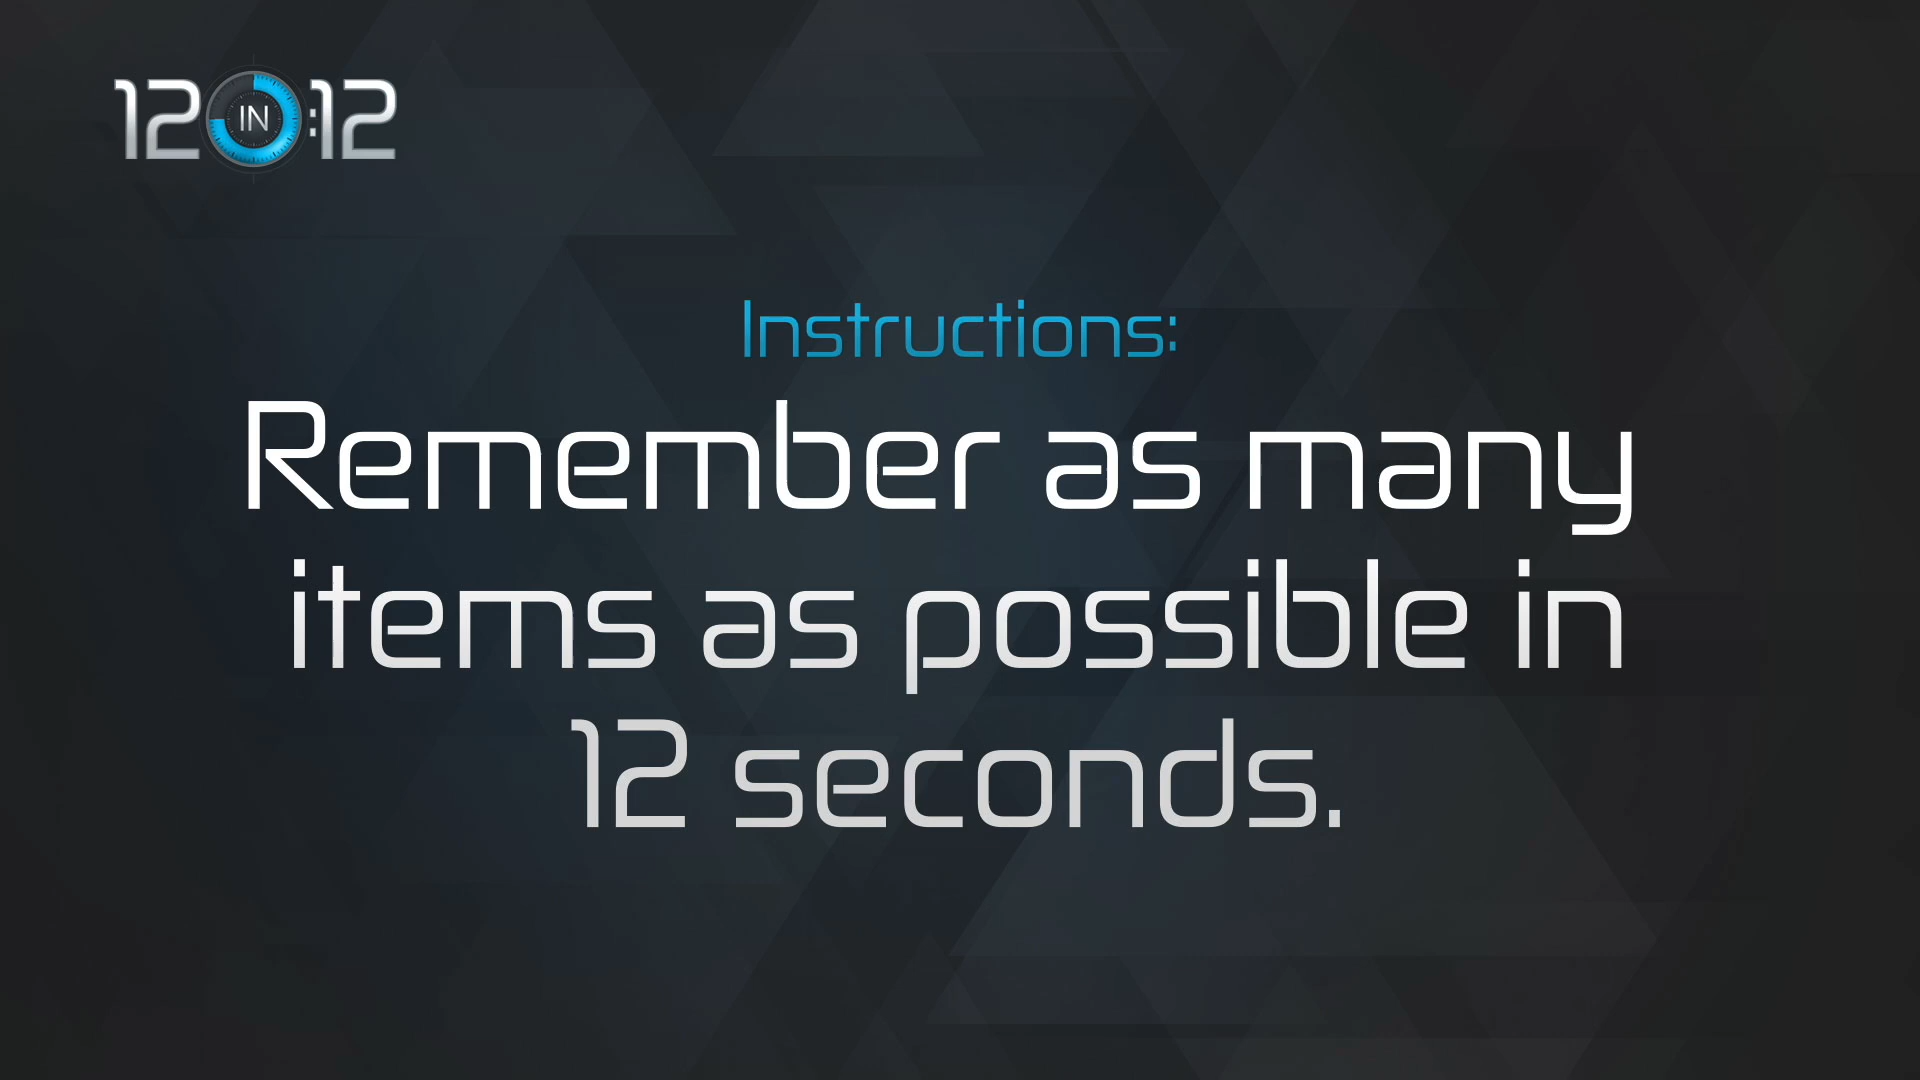 12 IN :12
Instructions:
Remember as many
items as possible in
12 seconds.